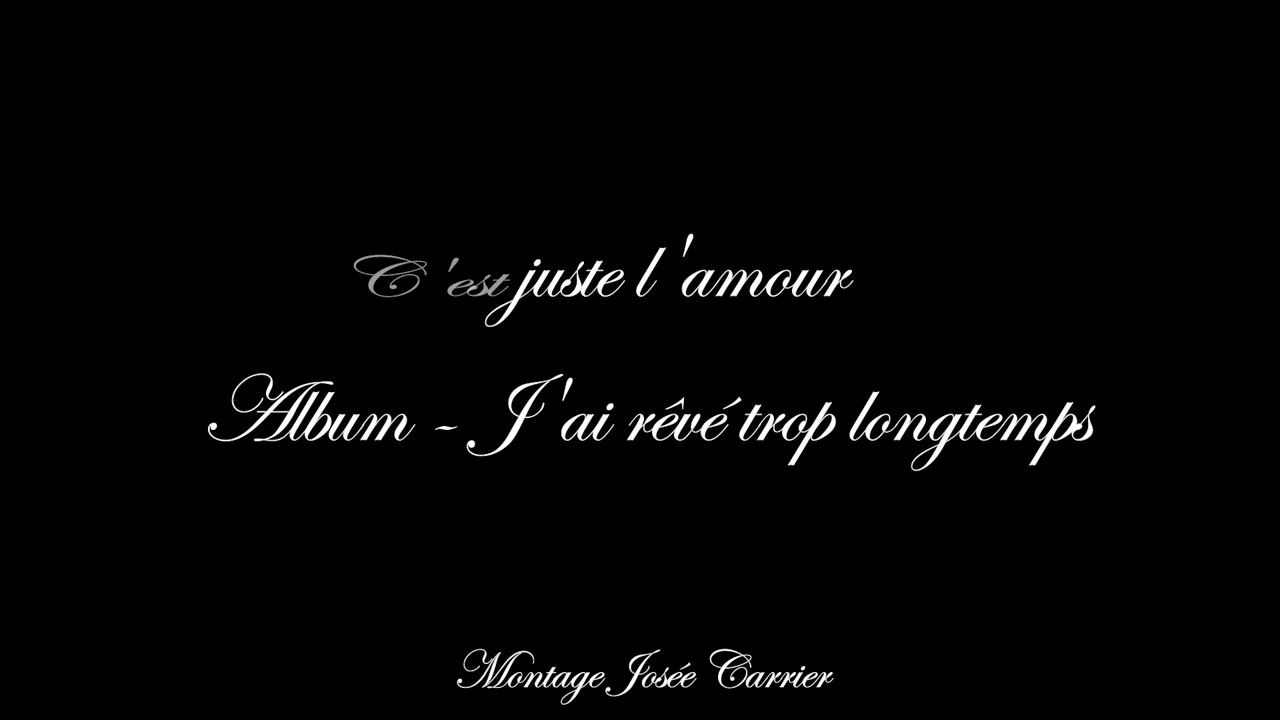 C'est juste l'amour
Album - J'ai rêvé trop longtemps
Montage Josée Carrier